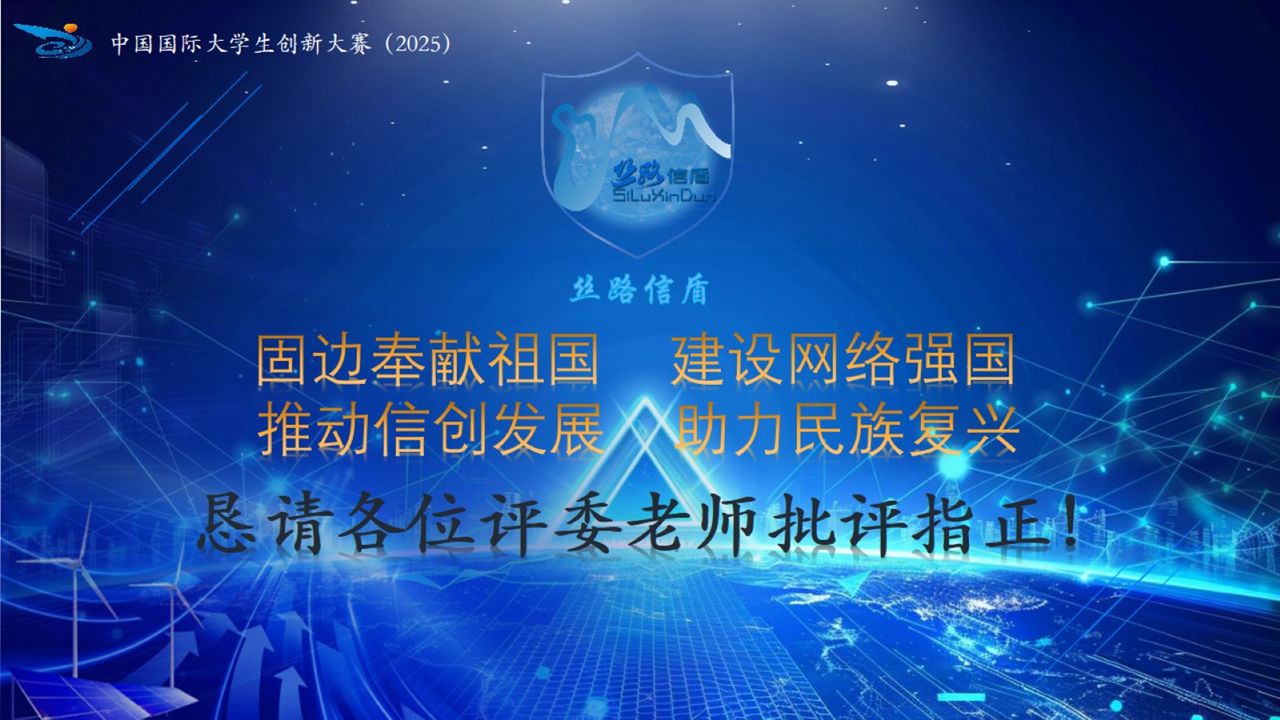 中国国际大学生创新大赛（2025）
丝路信盾
SiLuXinDun
丝路信盾
固边奉献祖国 建设网络强国
推动信创发展 助力民族复兴
恳请各位评委老师批评指正！